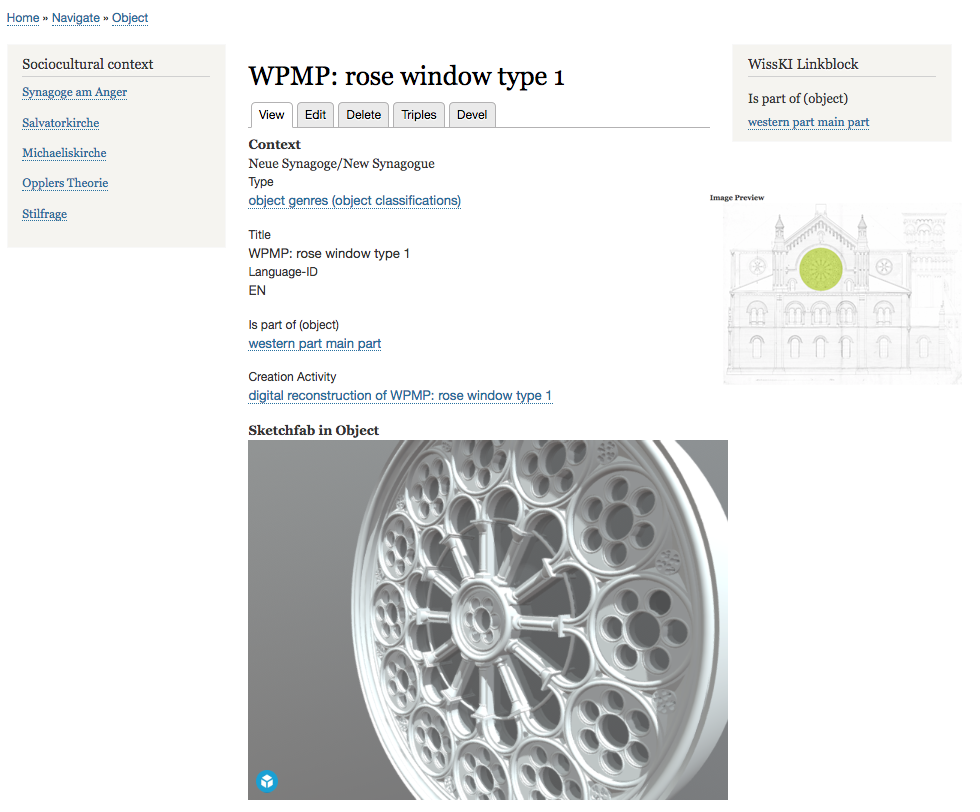 Home » Navigate » Object
Sociocultural context
Synagoge am Anger
Salvatorkirche
Michaeliskirche
Opplers Theorie
Stilfrage
WPMP: rose window type 1
View Edit Delete Triples Devel
Context
Neue Synagoge/New Synagogue
Type
object genres (object classifications)
Title
WPMP: rose window type 1
Language-ID
EN
Is part of (object)
western part main part
Creation Activity
digital reconstruction of WPMP: rose window type 1
Sketchfab in Object
WissKI Linkblock
Is part of (object)
western part main part
Image Preview